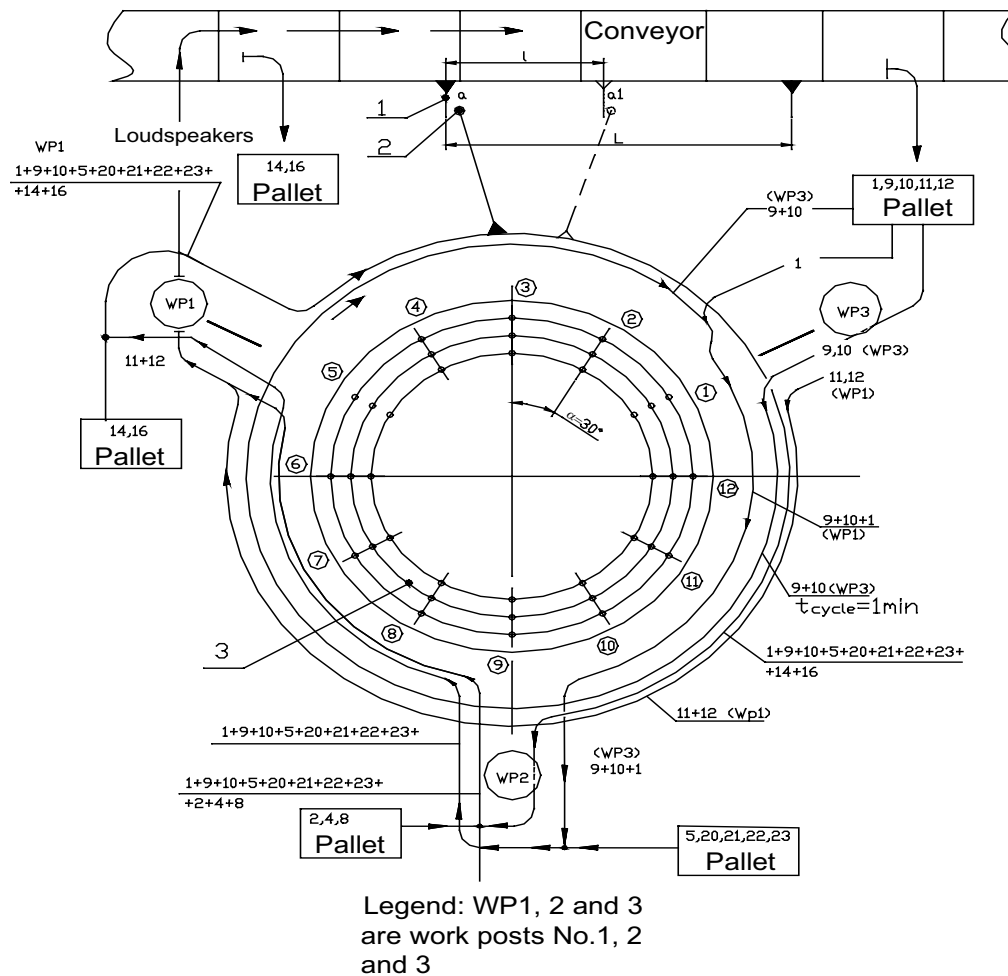 Conveyor
l
a
a1
1
2
L
Loudspeakers
WP1
1+9+10+5+20+21+22+23+
+14+16
14,16
Pallet
1,9,10,11,12
Pallet
(WP3)
9+10
1
WP1
WP3
11+12
9,10 (WP3)
11,12
(WP1)
14,16
Pallet
3
2
4
5
1
α=30°
6
12
7
11
8
10
9
9+10+1
(WP1)
9+10(WP3)
tcycle=1min
3
1+9+10+5+20+21+22+23+
+14+16
11+12 (Wp1)
1+9+10+5+20+21+22+23+
(WP3)
9+10+1
WP2
1+9+10+5+20+21+22+23+
+2+4+8
2,4,8
Pallet
5,20,21,22,23
Pallet
Legend: WP1, 2 and 3
are work posts No.1, 2
and 3